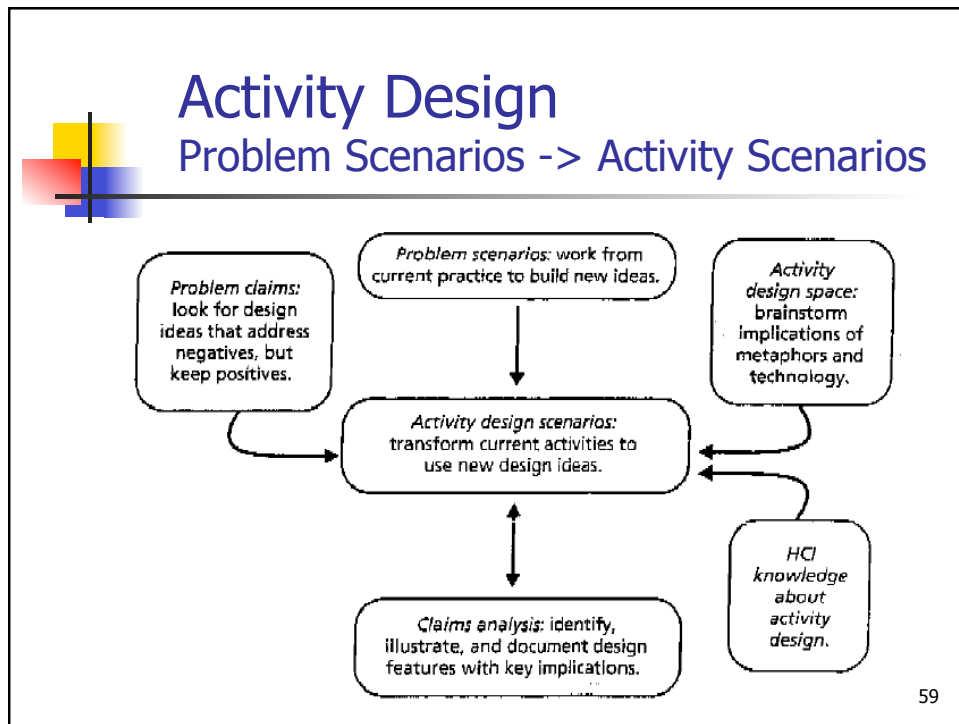 Activity Design
Problem Scenarios -> Activity Scenarios
Problem claims:
look for design
ideas that address
negatives, but
keep positives.
Problem scenarios: work from
current practice to build new ideas.
Activity
design space:
brainstorm
implications of
metaphors and
technology.
Activity design scenarios:
transform current activities to
use new design ideas.
HCI
knowledge
about
activity
design.
Claims analysis: identify,
illustrate, and document design
features with key implications.
59